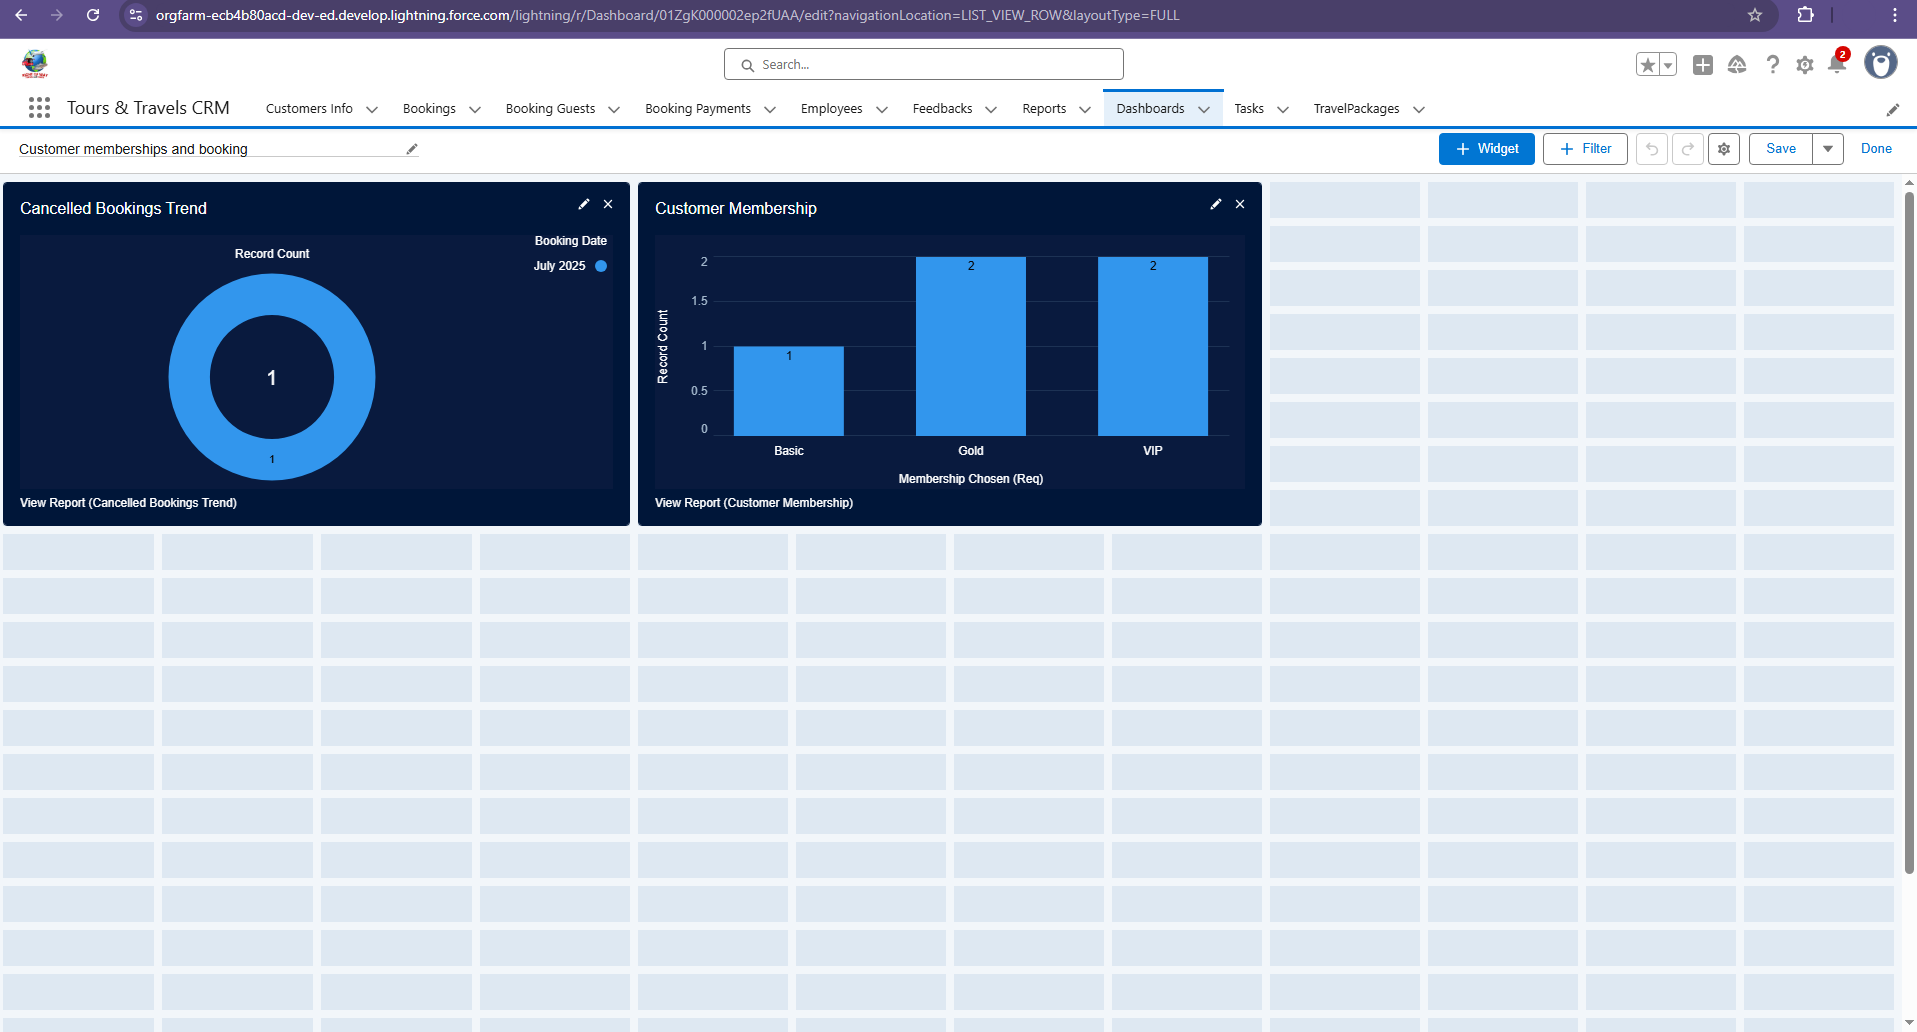 orgfarm-ecb4b80acd-dev-ed.develop.lightning.force.com/lightning/r/Dashboard/01ZgK000002ep2fUAA/edit?navigationLocation=LIST_VIEW_ROW&layoutType=FULL
Search...
2
Tours & Travels CRM
Customers Info
Bookings
Booking Guests
Booking Payments
Employees
Feedbacks
Reports
Dashboards
Tasks
TravelPackages
Customer memberships and booking
+ Widget
+ Filter
Save
Done
Cancelled Bookings Trend
Record Count
Booking Date
July 2025
1
1
View Report (Cancelled Bookings Trend)
Customer Membership
Record Count
2
1.5
1
0.5
0
1
2
2
Basic
Gold
VIP
Membership Chosen (Req)
View Report (Customer Membership)